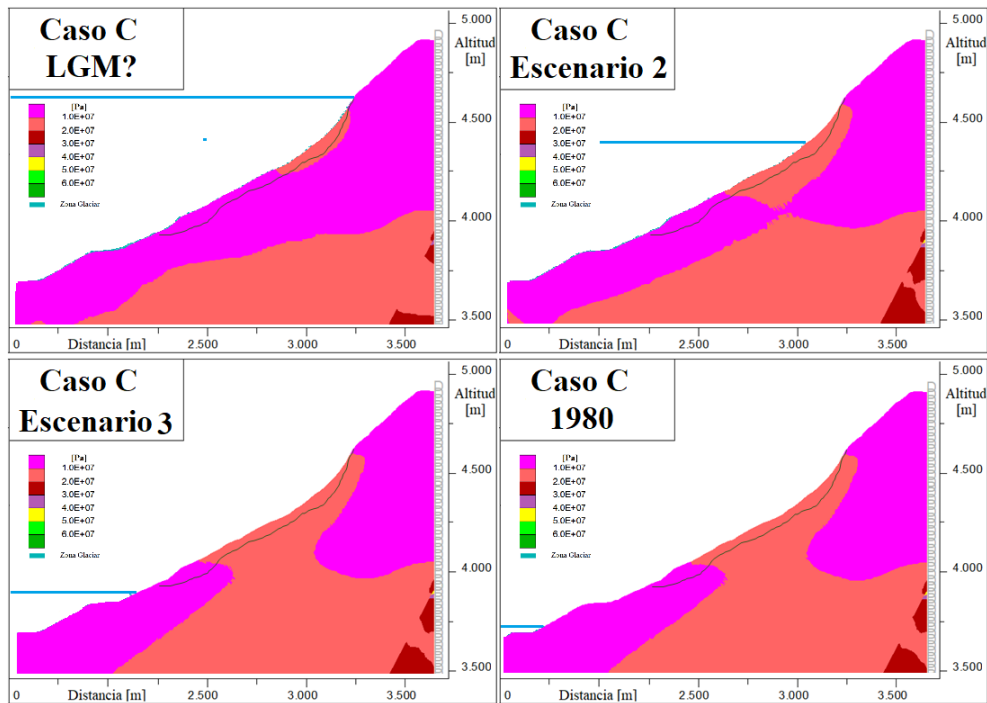 Caso C
LGM?
5.000
Altitud
[m]
[Pa]
1.0E+07
2.0E+07
3.0E+07
4.0E+07
5.0E+07
6.0E+07
Zona Glaciar
4.500
4.000
3.500
0
Distancia [m]
2.500
3.000
3.500
Caso C
Escenario 2
5.000
Altitud
[m]
[Pa]
1.0E+07
2.0E+07
3.0E+07
4.0E+07
5.0E+07
6.0E+07
Zona Glaciar
4.500
4.000
3.500
0
Distancia [m]
2.500
3.000
3.500
Caso C
Escenario 3
5.000
Altitud
[m]
[Pa]
1.0E+07
2.0E+07
3.0E+07
4.0E+07
5.0E+07
6.0E+07
Zona Glaciar
4.500
4.000
3.500
0
Distancia [m]
2.500
3.000
3.500
Caso C
1980
5.000
Altitud
[m]
[Pa]
1.0E+07
2.0E+07
3.0E+07
4.0E+07
5.0E+07
6.0E+07
Zona Glaciar
4.500
4.000
3.500
0
Distancia [m]
2.500
3.000
3.500